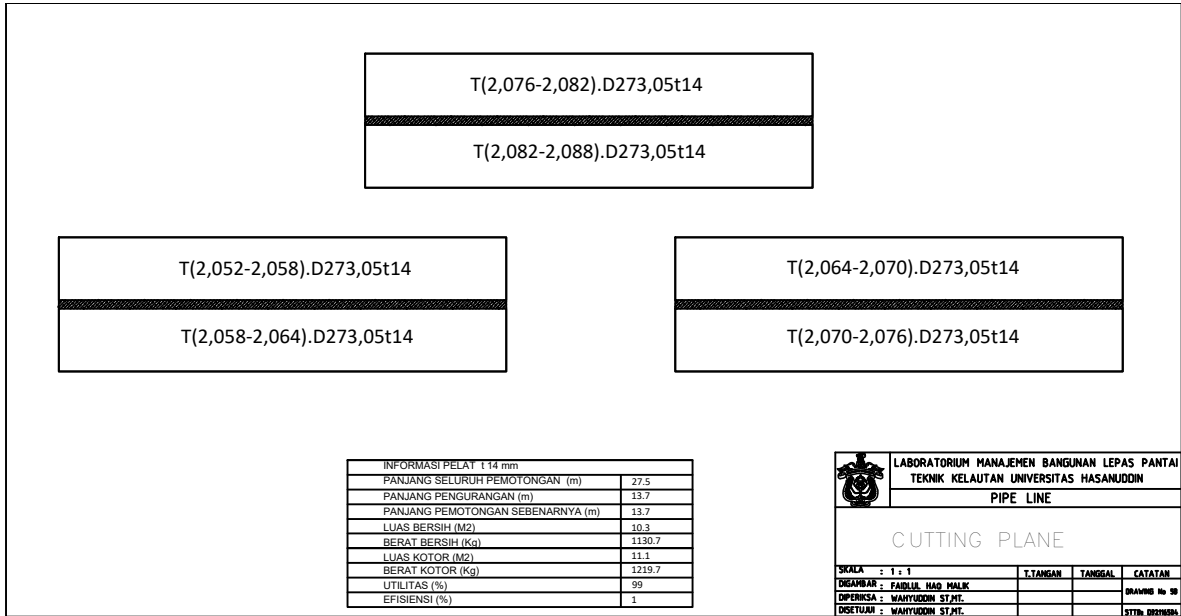 T(2,076-2,082).D273,05t14
T(2,082-2,088).D273,05t14
T(2,052-2,058).D273,05t14
T(2,058-2,064).D273,05t14
T(2,064-2,070).D273,05t14
T(2,070-2,076).D273,05t14
INFORMASI PELAT t 14 mm
PANJANG SELURUH PEMOTONGAN (m) 27.5
PANJANG PENGURANGAN (m) 13.7
PANJANG PEMOTONGAN SEBENARNYA (m) 13.7
LUAS BERSIH (M2) 10.3
BERAT BERSIH (Kg) 1130.7
LUAS KOTOR (M2) 11.1
BERAT KOTOR (Kg) 1219.7
UTILITAS (%) 99
EFISIENSI (%) 1
LABORATORIUM MANAJEMEN BANGUNAN LEPAS PANTAI
TEKNIK KELAUTAN UNIVERSITAS HASANUDDIN
PIPE LINE
CUTTING PLANE
SKALA : 1 : 1 T.TANGAN TANGGAL CATATAN
DIGAMBAR : FAIDLUL HAQ MALIK
DIPERIKSA : WAHYUDDIN ST,MT.
DRAWING No
DISETUJUI : WAHYUDDIN ST,MT.